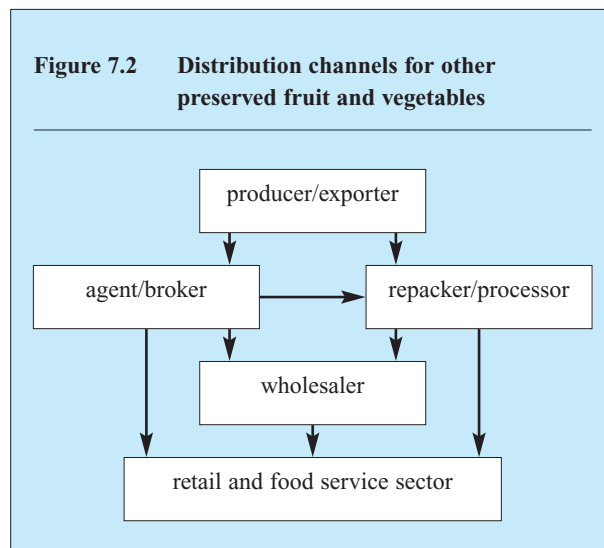 Figure 7.2 Distribution channels for other
preserved fruit and vegetables
producer/exporter
agent/broker
repacker/processor
wholesaler
retail and food service sector